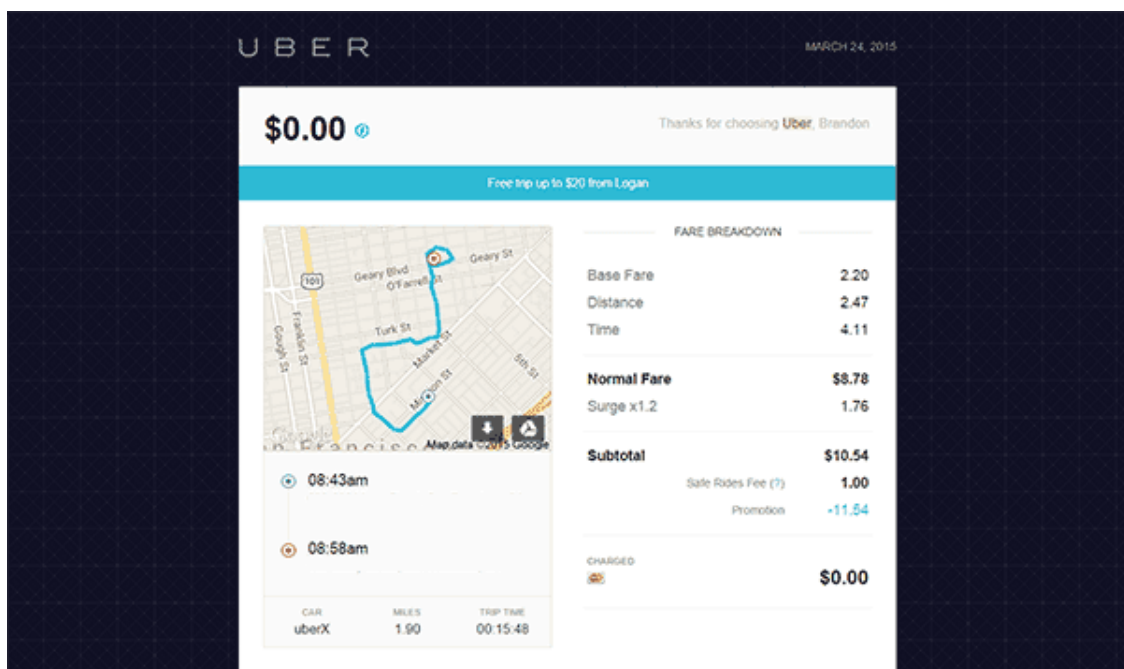 UBER
MARCH 24, 2015
$0.00
Thanks for choosing Uber, Brandon
Free trip up to $20 from Logan
101
Geary Blvd
Geary St
O'Farrell St
Franklin St
Gough St
Turk St
Market St
5th St
Mission St
Map data ©2015 Google
08:43am
08:58am
CAR MILES TRIP TIME
uberX 1.90 00:15:48
FARE BREAKDOWN
Base Fare 2.20
Distance 2.47
Time 4.11
Normal Fare $8.78
Surge x1.2 1.76
Subtotal $10.54
Safe Rides Fee (?) 1.00
Promotion -11.54
CHARGED
$0.00